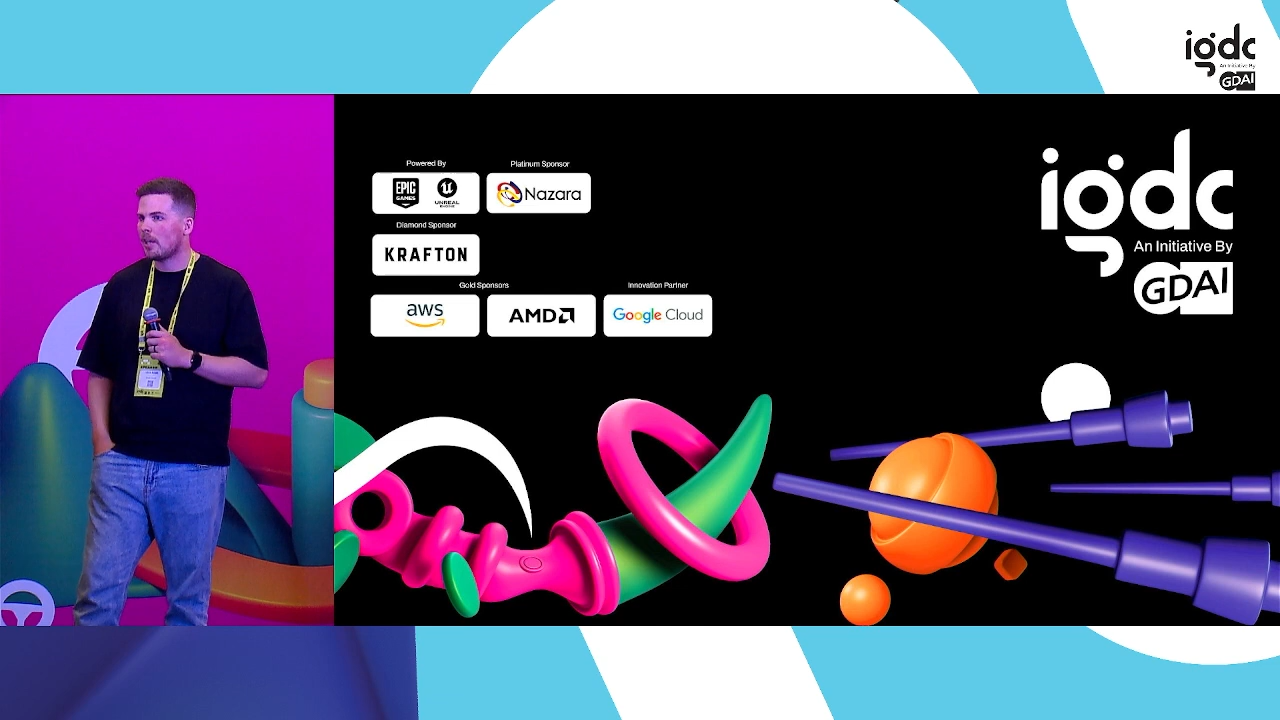 igdc
An Initiative By
GDAI
Powered By
Platinum Sponsor
EPIC
GAMES
UNREAL
ENGINE
Nazara
Diamond Sponsor
KRAFTON
Gold Sponsors
Innovation Partner
aws
AMD
Google Cloud
igdc
An Initiative By
GDAI
SPEAKER